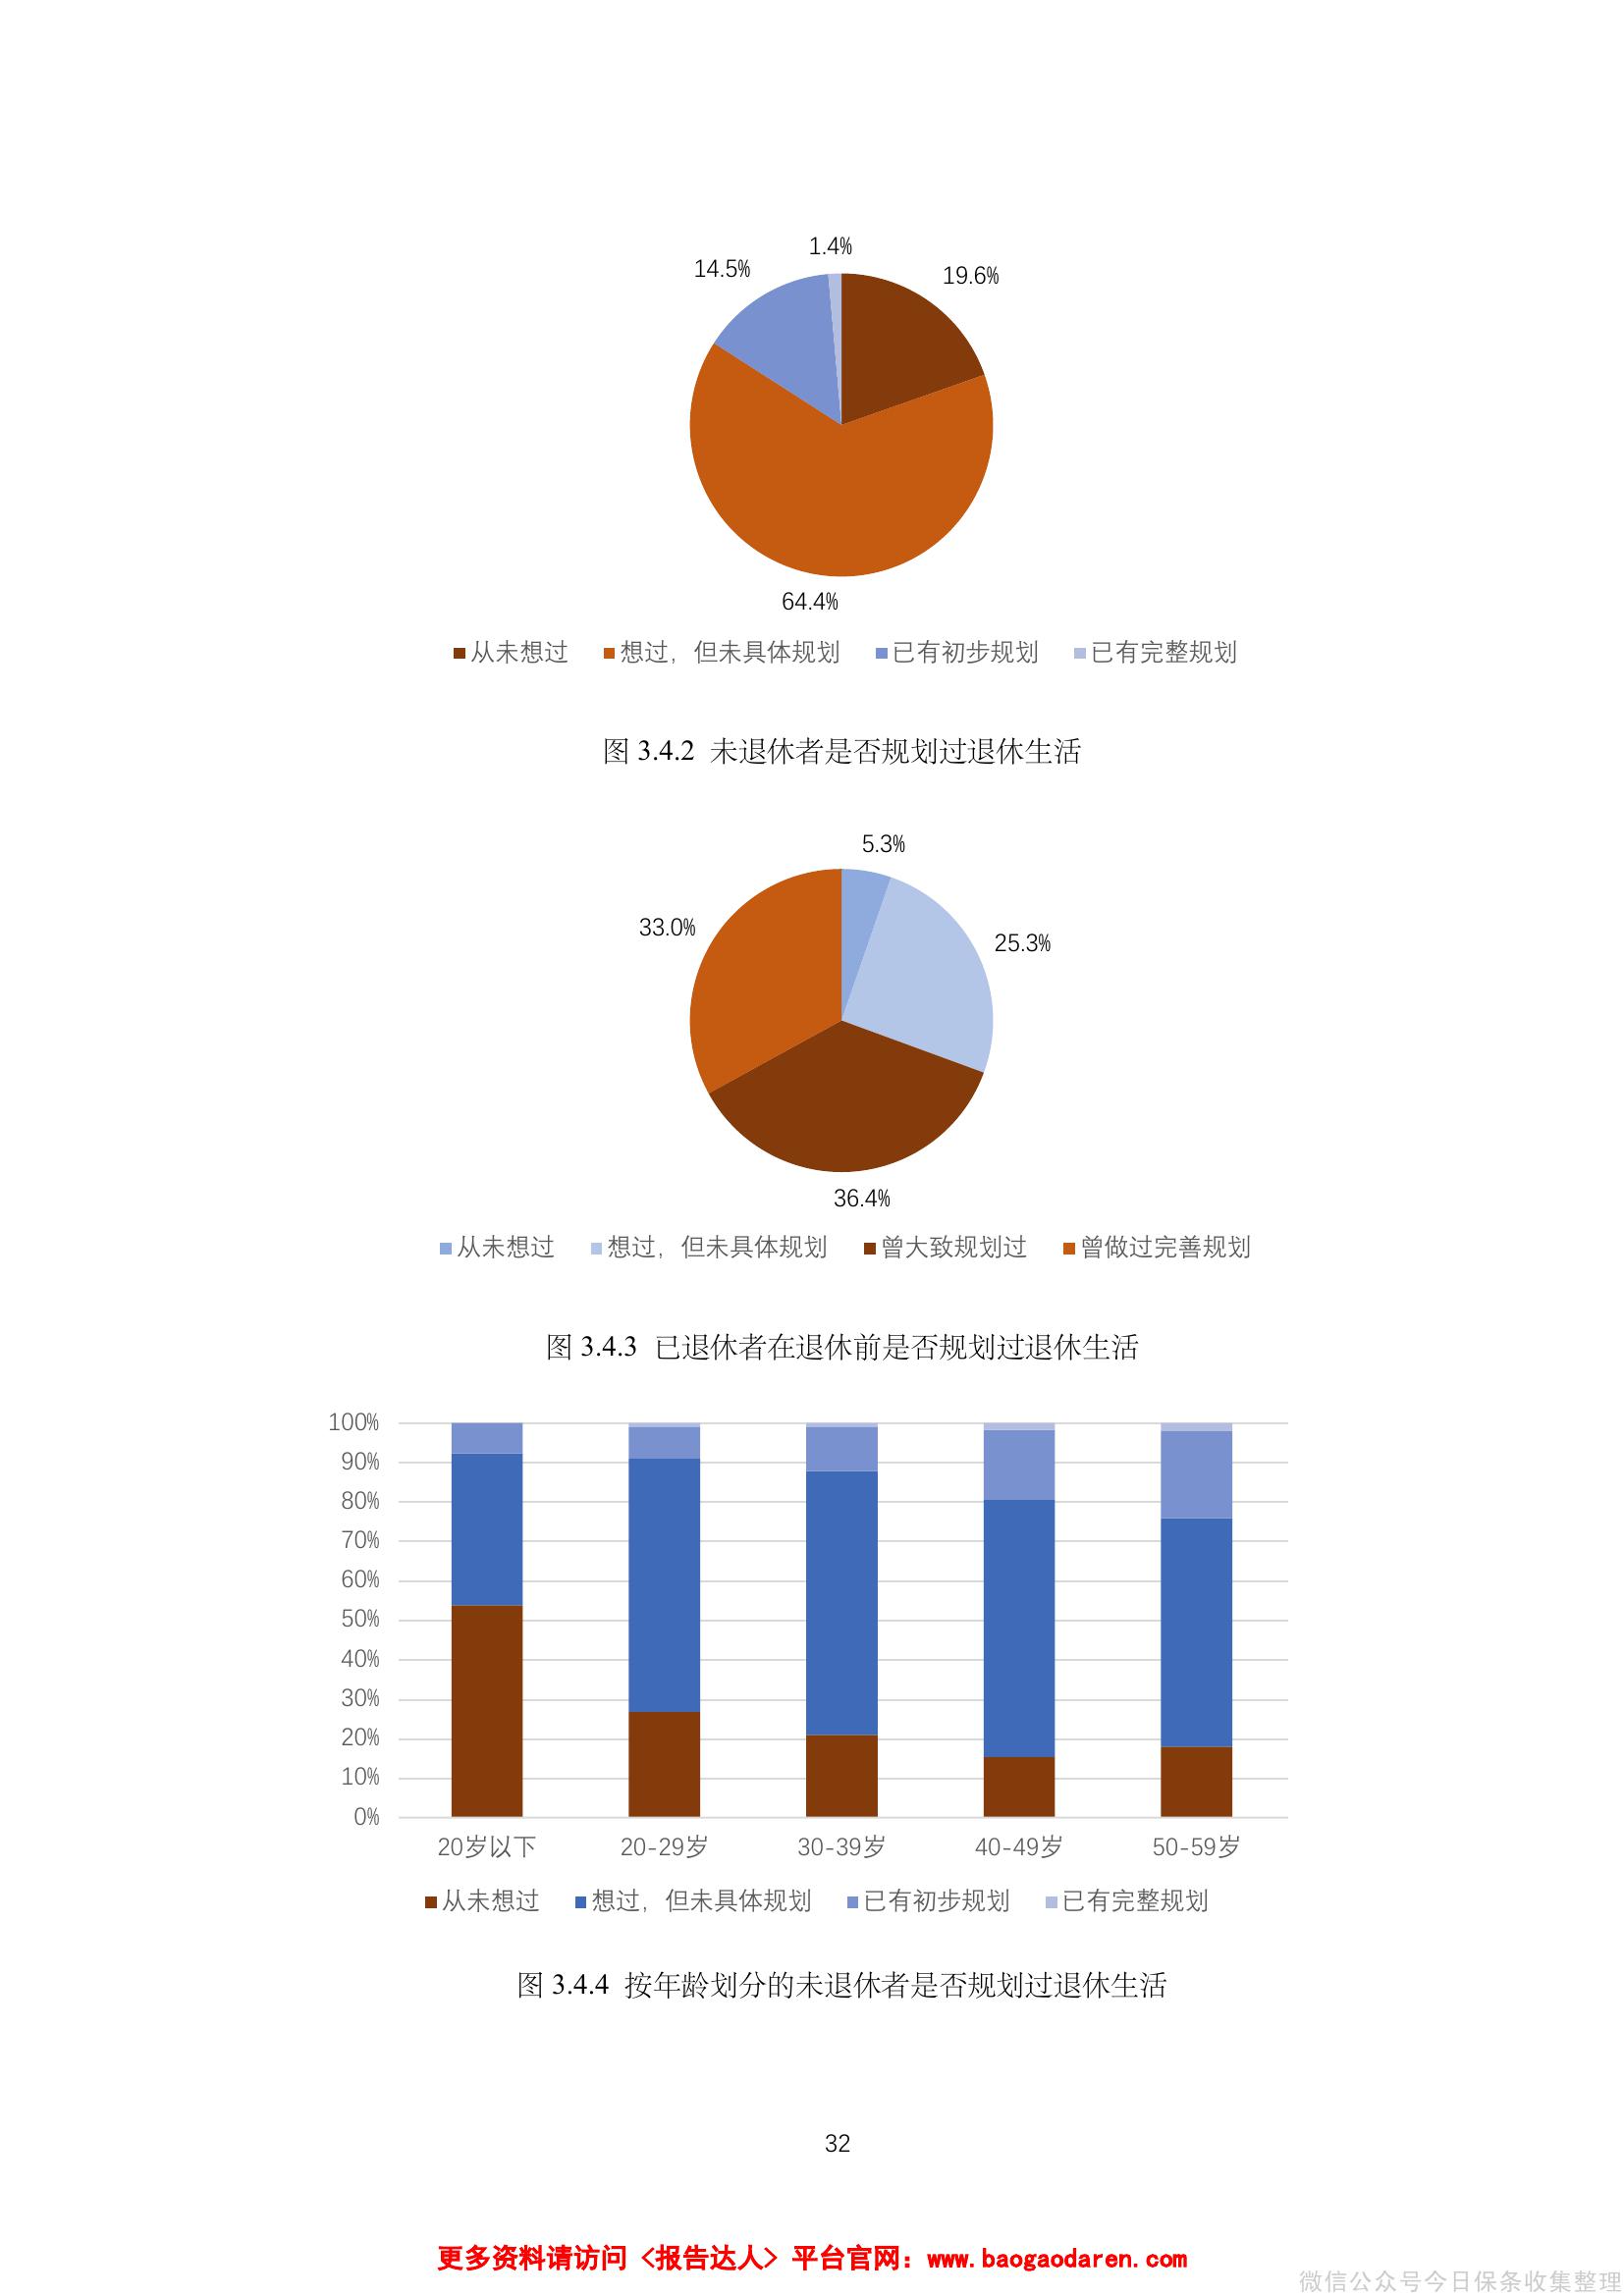 1.4%
14.5%
19.6%
64.4%
从未想过 想过，但未具体规划 已有初步规划 已有完整规划
图 3.4.2 未退休者是否规划过退休生活
5.3%
33.0%
25.3%
36.4%
从未想过 想过，但未具体规划 曾大致规划过 曾做过完善规划
图 3.4.3 已退休者在退休前是否规划过退休生活
100%
90%
80%
70%
60%
50%
40%
30%
20%
10%
0%
20岁以下 20-29岁 30-39岁 40-49岁 50-59岁
从未想过 想过，但未具体规划 已有初步规划 已有完整规划
图 3.4.4 按年龄划分的未退休者是否规划过退休生活
32
更多资料请访问《报告达人》平台官网：www.baogaodaren.com
微信公众号今日保条收集整理